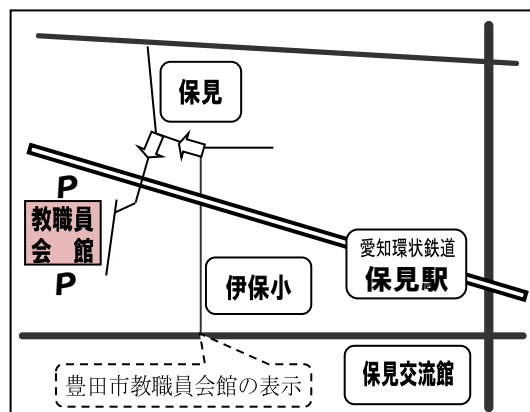 保見
P
教職員
会　館
P
愛知環状鉄道
保見駅
伊保小
豊田市教職員会館の表示
保見交流館